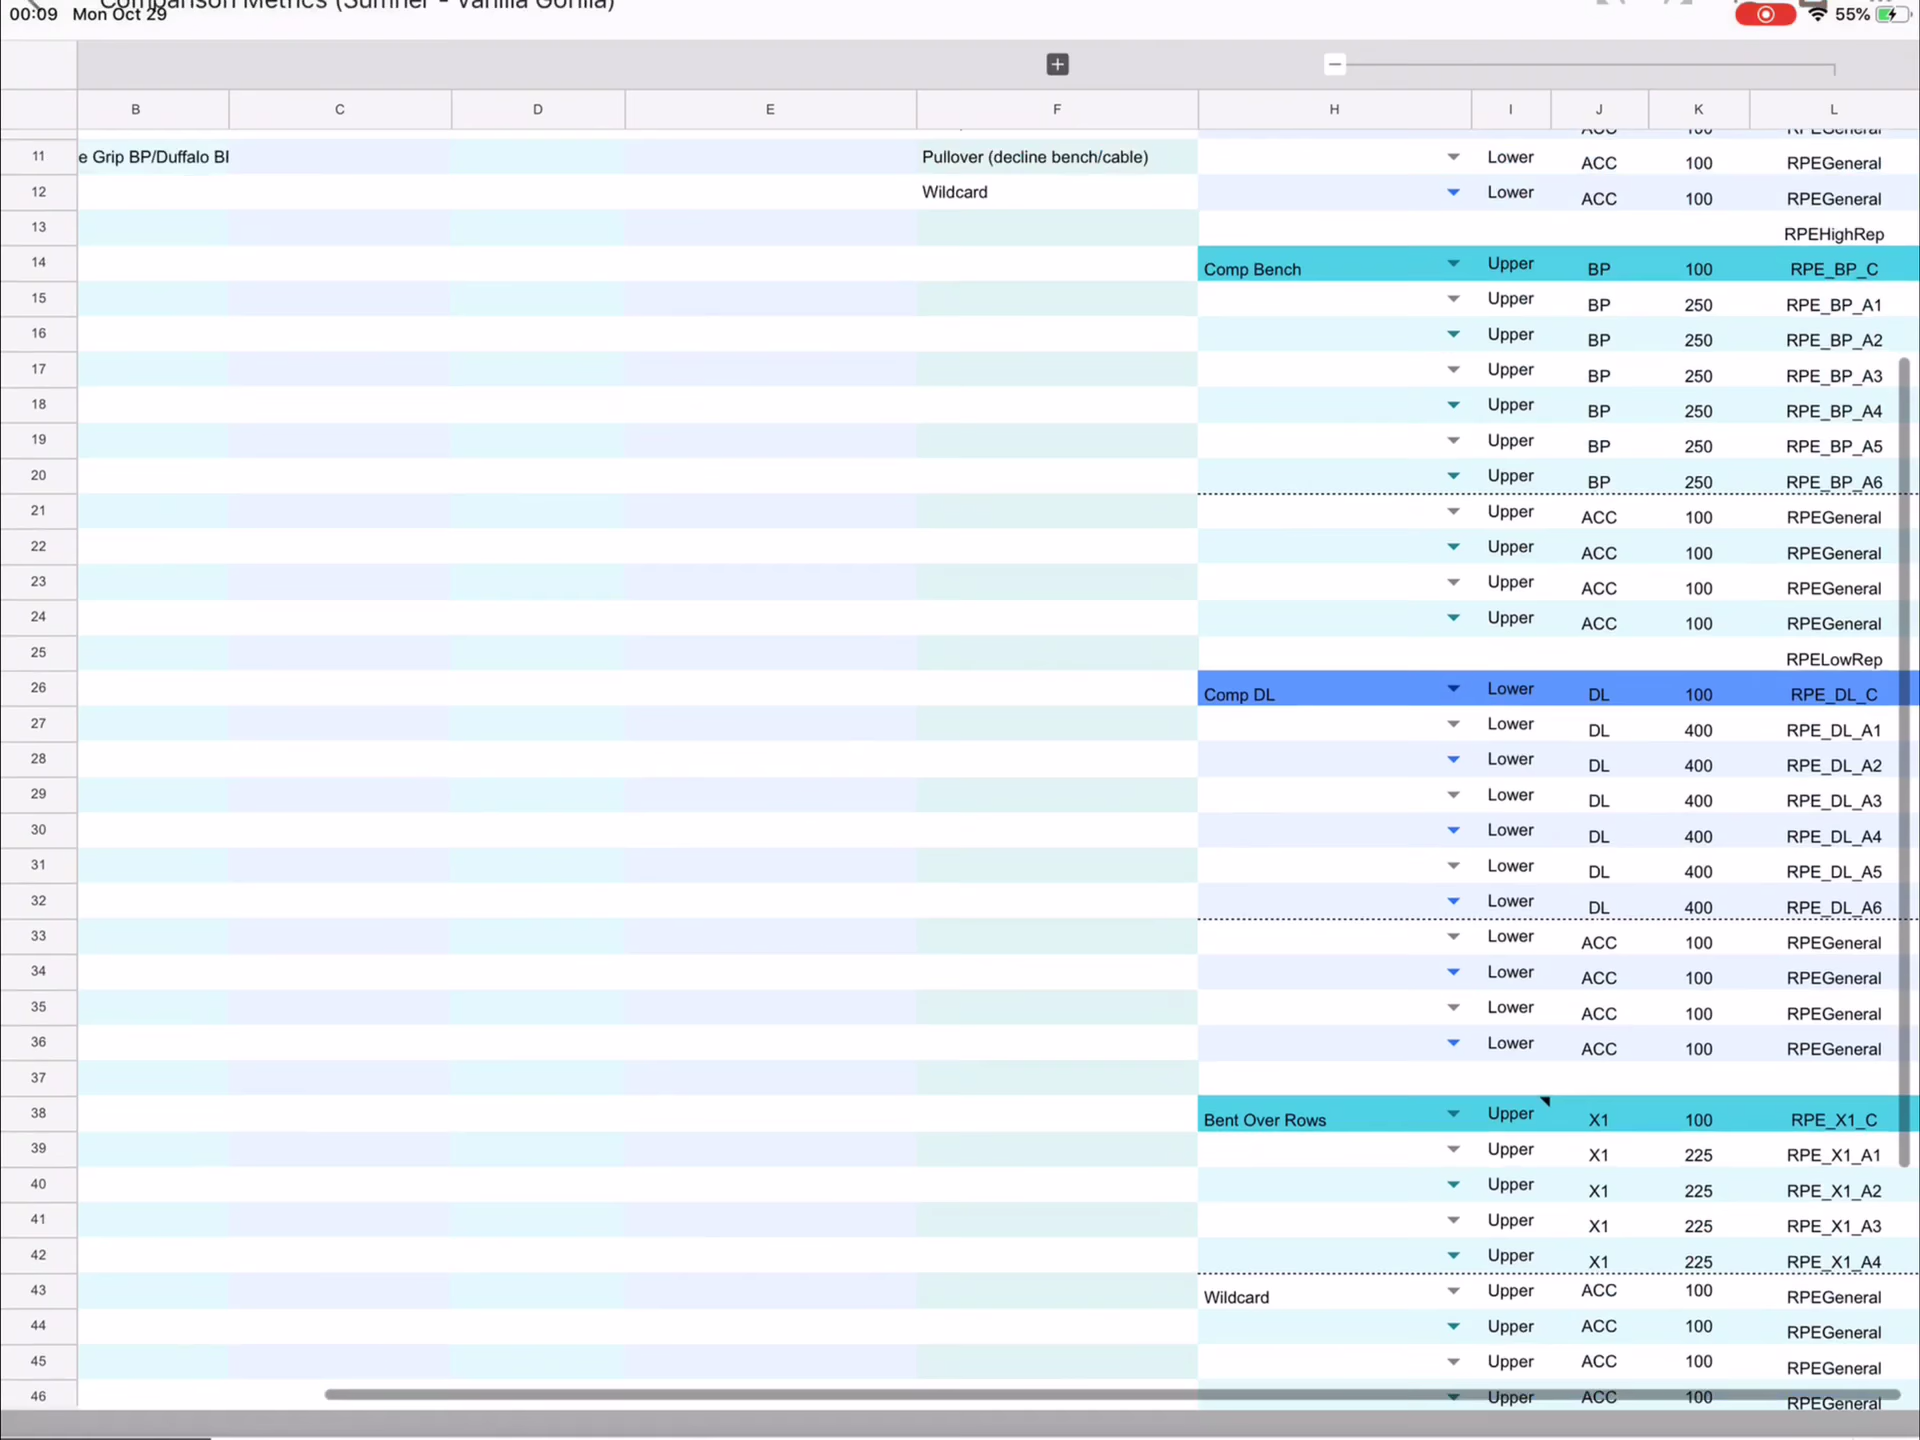 Comparison Metrics (Sumner - Vanilla Gorilla)
00:09 Mon Oct 29 55%
B C D E F H I J K L
ACC 100 RPEGeneral
11 e Grip BP/Duffalo BI Pullover (decline bench/cable) Lower ACC 100 RPEGeneral
12 Wildcard Lower ACC 100 RPEGeneral
13 RPEHighRep
14 Comp Bench Upper BP 100 RPE_BP_C
15 Upper BP 250 RPE_BP_A1
16 Upper BP 250 RPE_BP_A2
17 Upper BP 250 RPE_BP_A3
18 Upper BP 250 RPE_BP_A4
19 Upper BP 250 RPE_BP_A5
20 Upper BP 250 RPE_BP_A6
21 Upper ACC 100 RPEGeneral
22 Upper ACC 100 RPEGeneral
23 Upper ACC 100 RPEGeneral
24 Upper ACC 100 RPEGeneral
25 RPELowRep
26 Comp DL Lower DL 100 RPE_DL_C
27 Lower DL 400 RPE_DL_A1
28 Lower DL 400 RPE_DL_A2
29 Lower DL 400 RPE_DL_A3
30 Lower DL 400 RPE_DL_A4
31 Lower DL 400 RPE_DL_A5
32 Lower DL 400 RPE_DL_A6
33 Lower ACC 100 RPEGeneral
34 Lower ACC 100 RPEGeneral
35 Lower ACC 100 RPEGeneral
36 Lower ACC 100 RPEGeneral
37
38 Bent Over Rows Upper X1 100 RPE_X1_C
39 Upper X1 225 RPE_X1_A1
40 Upper X1 225 RPE_X1_A2
41 Upper X1 225 RPE_X1_A3
42 Upper X1 225 RPE_X1_A4
43 Wildcard Upper ACC 100 RPEGeneral
44 Upper ACC 100 RPEGeneral
45 Upper ACC 100 RPEGeneral
46 Upper ACC 100 RPEGeneral